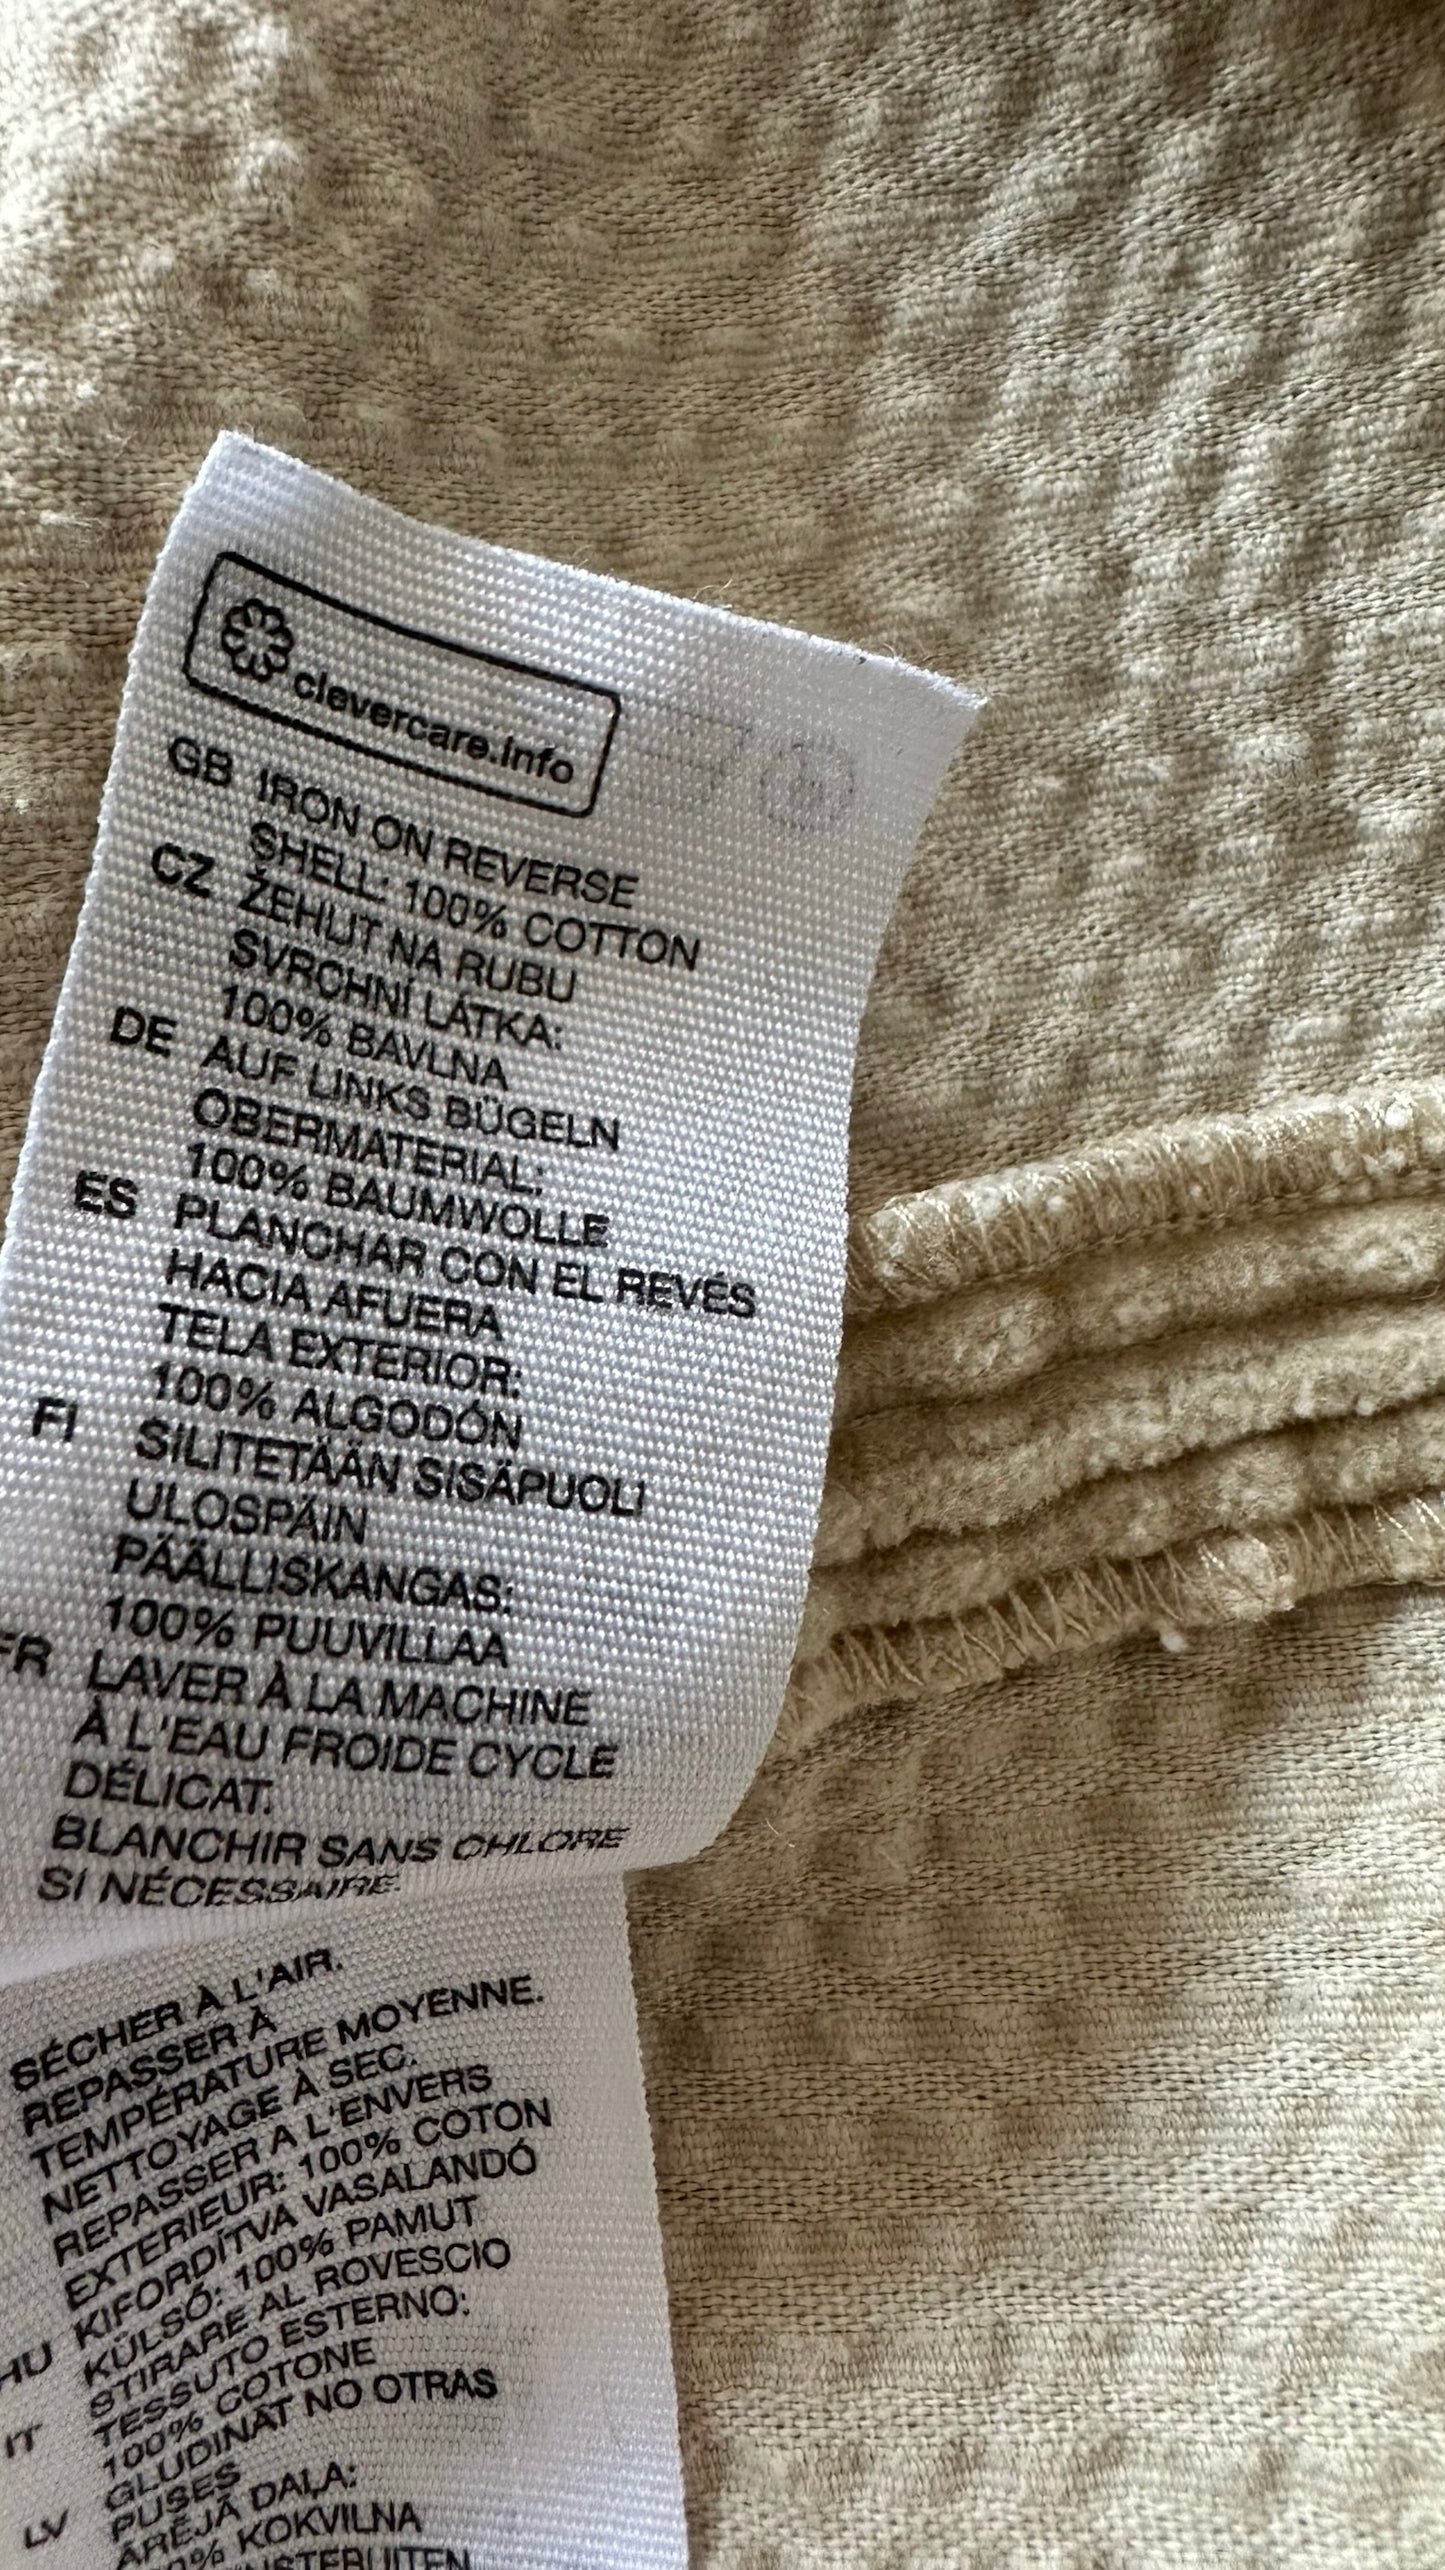 clevercare.info
GB IRON ON REVERSE
SHELL: 100% COTTON
CZ ŽEHLIT NA RUBU
SVRCHNÍ LÁTKA:
100% BAVLNA
DE AUF LINKS BÜGELN
OBERMATERIAL:
100% BAUMWOLLE
ES PLANCHAR CON EL REVÉS
HACIA AFUERA
TELA EXTERIOR:
100% ALGODÓN
FI SILITETÄÄN SISÄPUOLI
ULOSPÄIN
PÄÄLLISKANGAS:
100% PUUVILLAA
FR LAVER À LA MACHINE
À L'EAU FROIDE CYCLE
DÉLICAT.
BLANCHIR SANS CHLORE
SI NÉCESSAIRE.
SÉCHER À L'AIR.
REPASSER À
TEMPÉRATURE MOYENNE.
NETTOYAGE À SEC.
REPASSER A L'ENVERS
EXTERIEUR: 100% COTON
HU KIFORDÍTVA VASALANDÓ
KÜLSŐ: 100% PAMUT
IT STIRARE AL ROVESCIO
TESSUTO ESTERNO:
100% COTONE
LV GLUDINAT NO OTRAS
PUSES
ĀRĒJĀ DAĻA:
% KOKVILNA